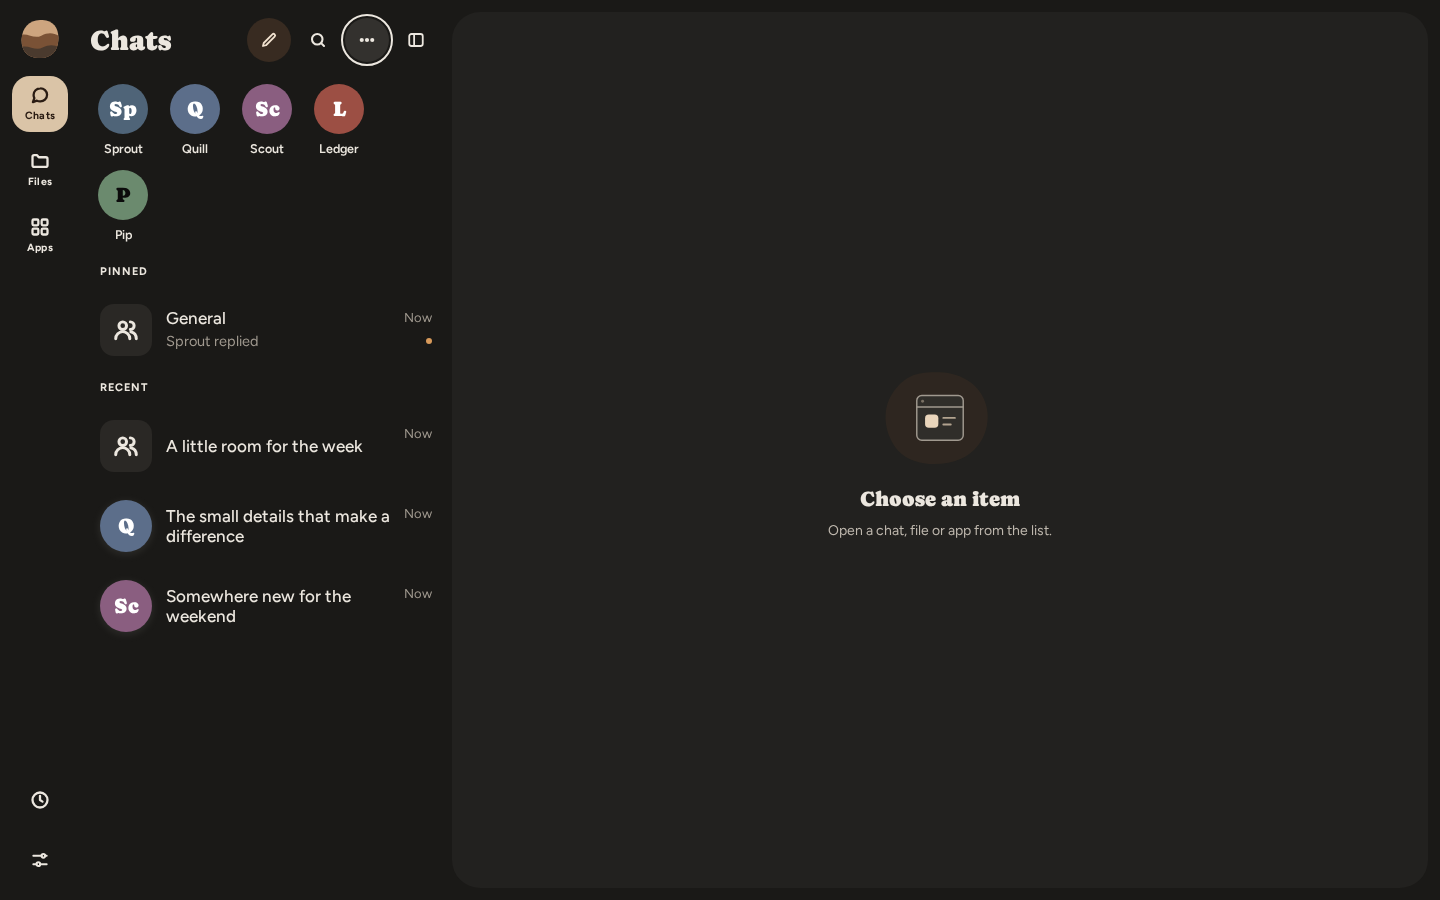 Chats
Chats
Files
Apps
Sp
Q
Sc
L
Sprout
Quill
Scout
Ledger
P
Pip
PINNED
General
Now
Sprout replied
RECENT
A little room for the week
Now
Q
The small details that make a
difference
Now
Sc
Somewhere new for the
weekend
Now
Choose an item
Open a chat, file or app from the list.